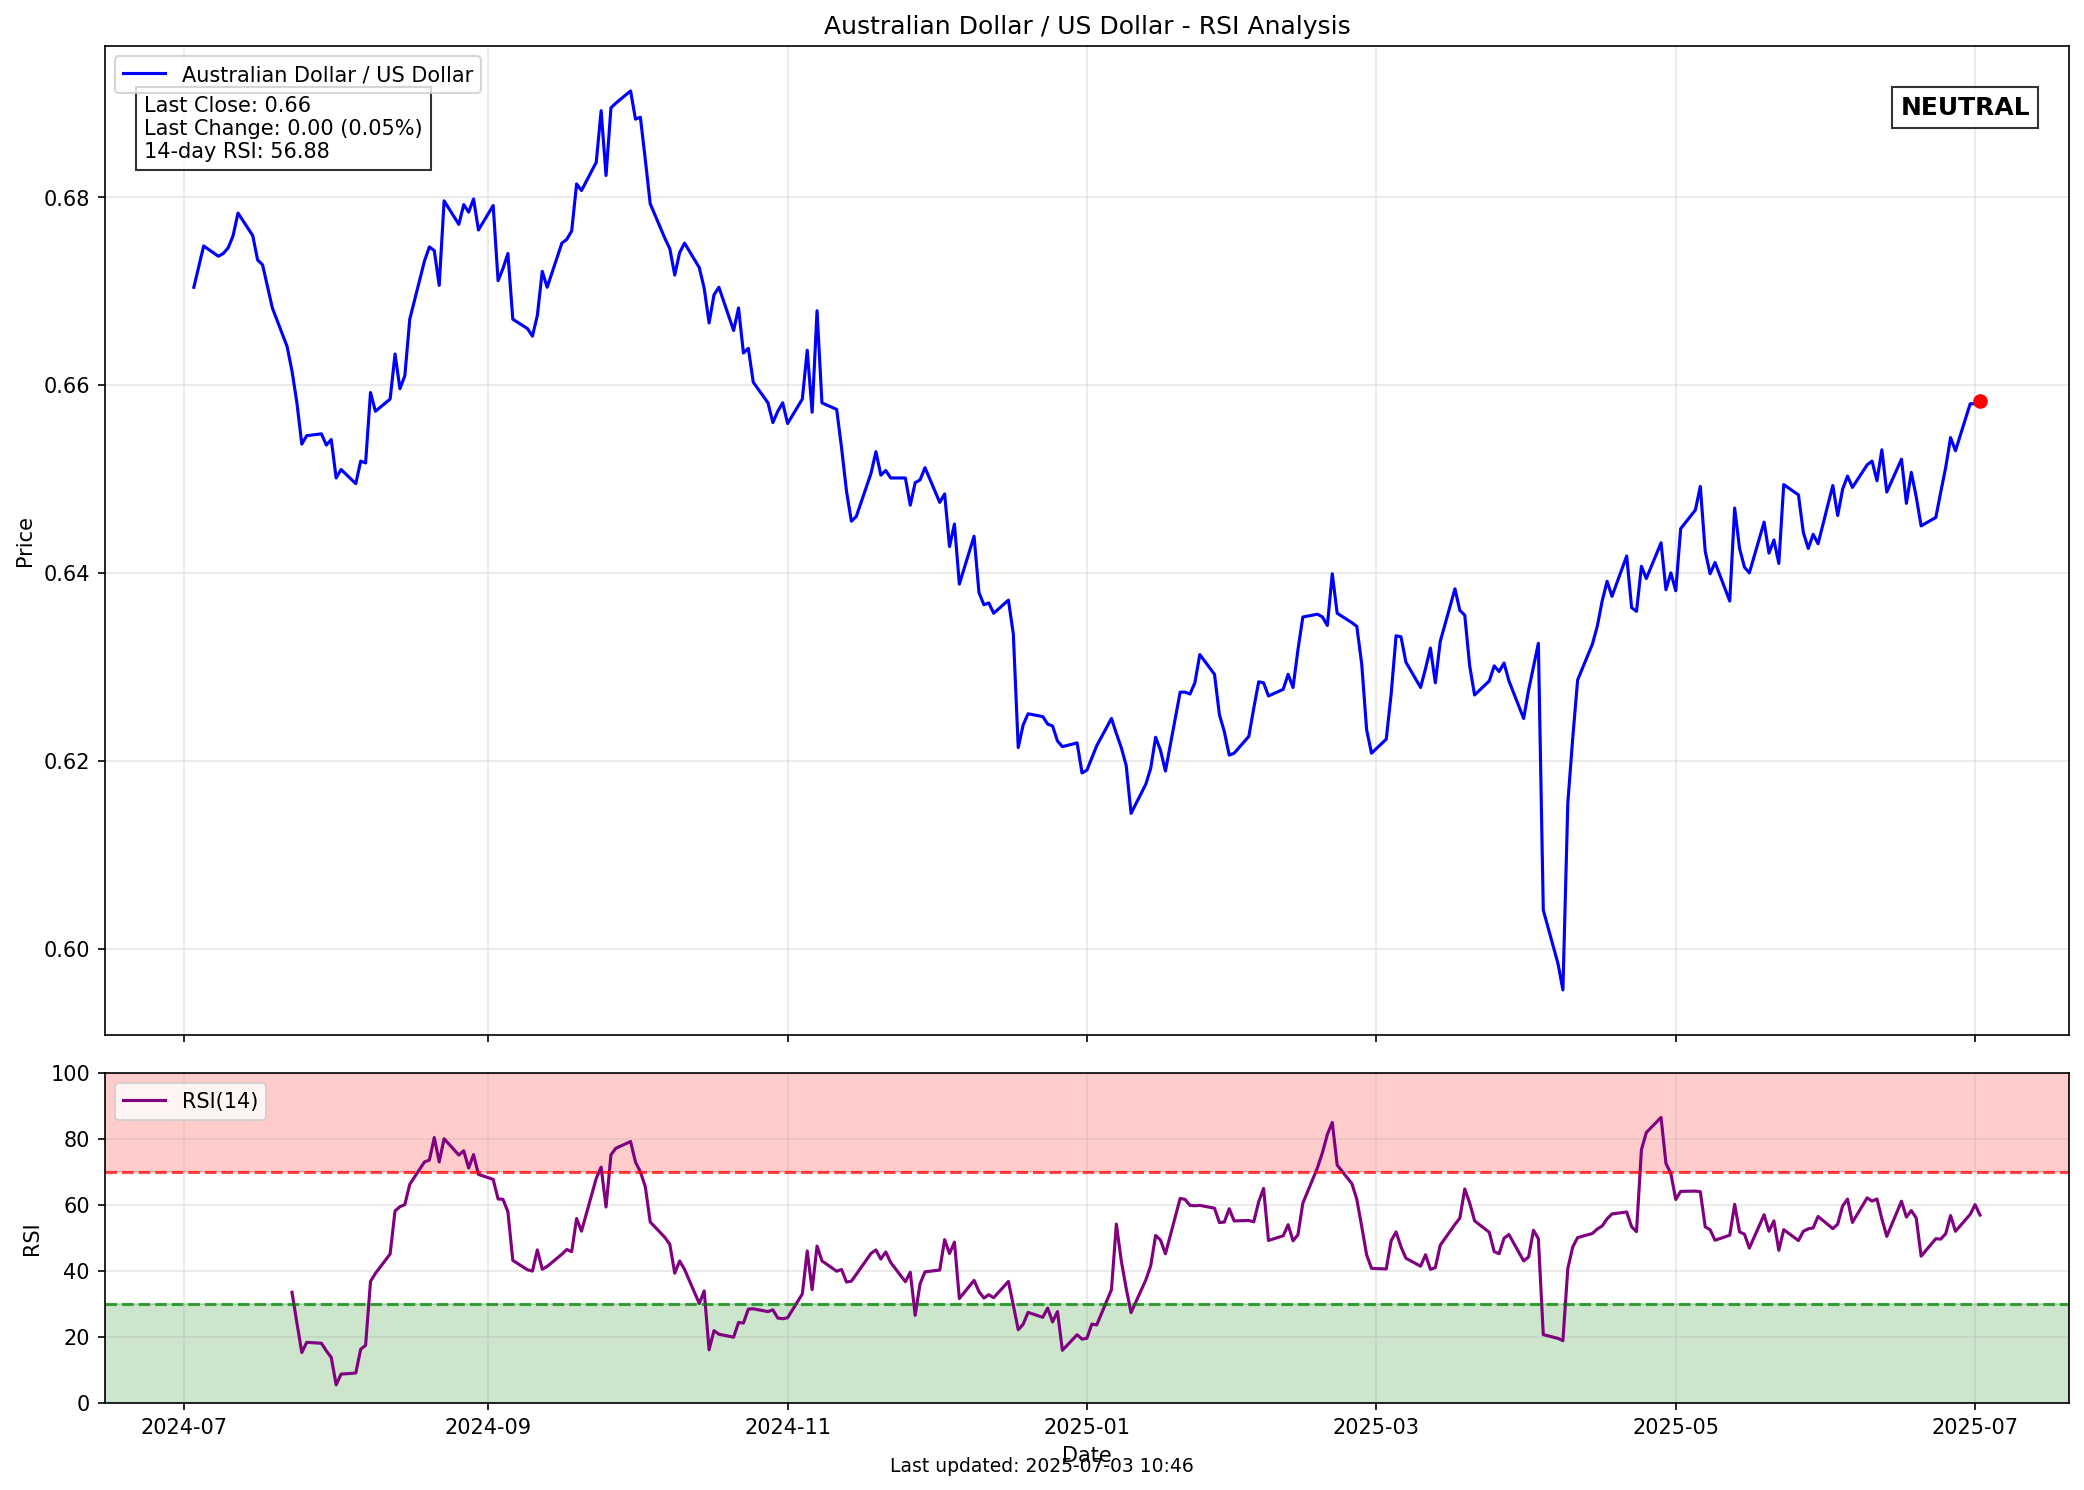 Australian Dollar / US Dollar - RSI Analysis
Australian Dollar / US Dollar
Last Close: 0.66
Last Change: 0.00 (0.05%)
14-day RSI: 56.88
NEUTRAL
Price
0.68
0.66
0.64
0.62
0.60
RSI
RSI(14)
100
80
60
40
20
0
2024-07 2024-09 2024-11 2025-01 2025-03 2025-05 2025-07
Date
Last updated: 2025-07-03 10:46